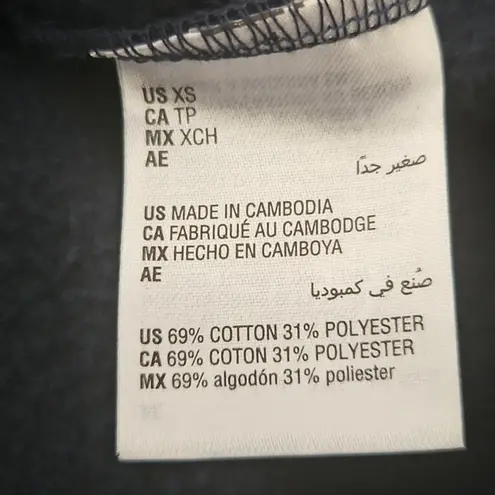 US XS
CA TP
MX XCH
AE
صغير جدًا
US MADE IN CAMBODIA
CA FABRIQUÉ AU CAMBODGE
MX HECHO EN CAMBOYA
AE
صُنع في كمبوديا
US 69% COTTON 31% POLYESTER
CA 69% COTON 31% POLYESTER
MX 69% algodón 31% poliester